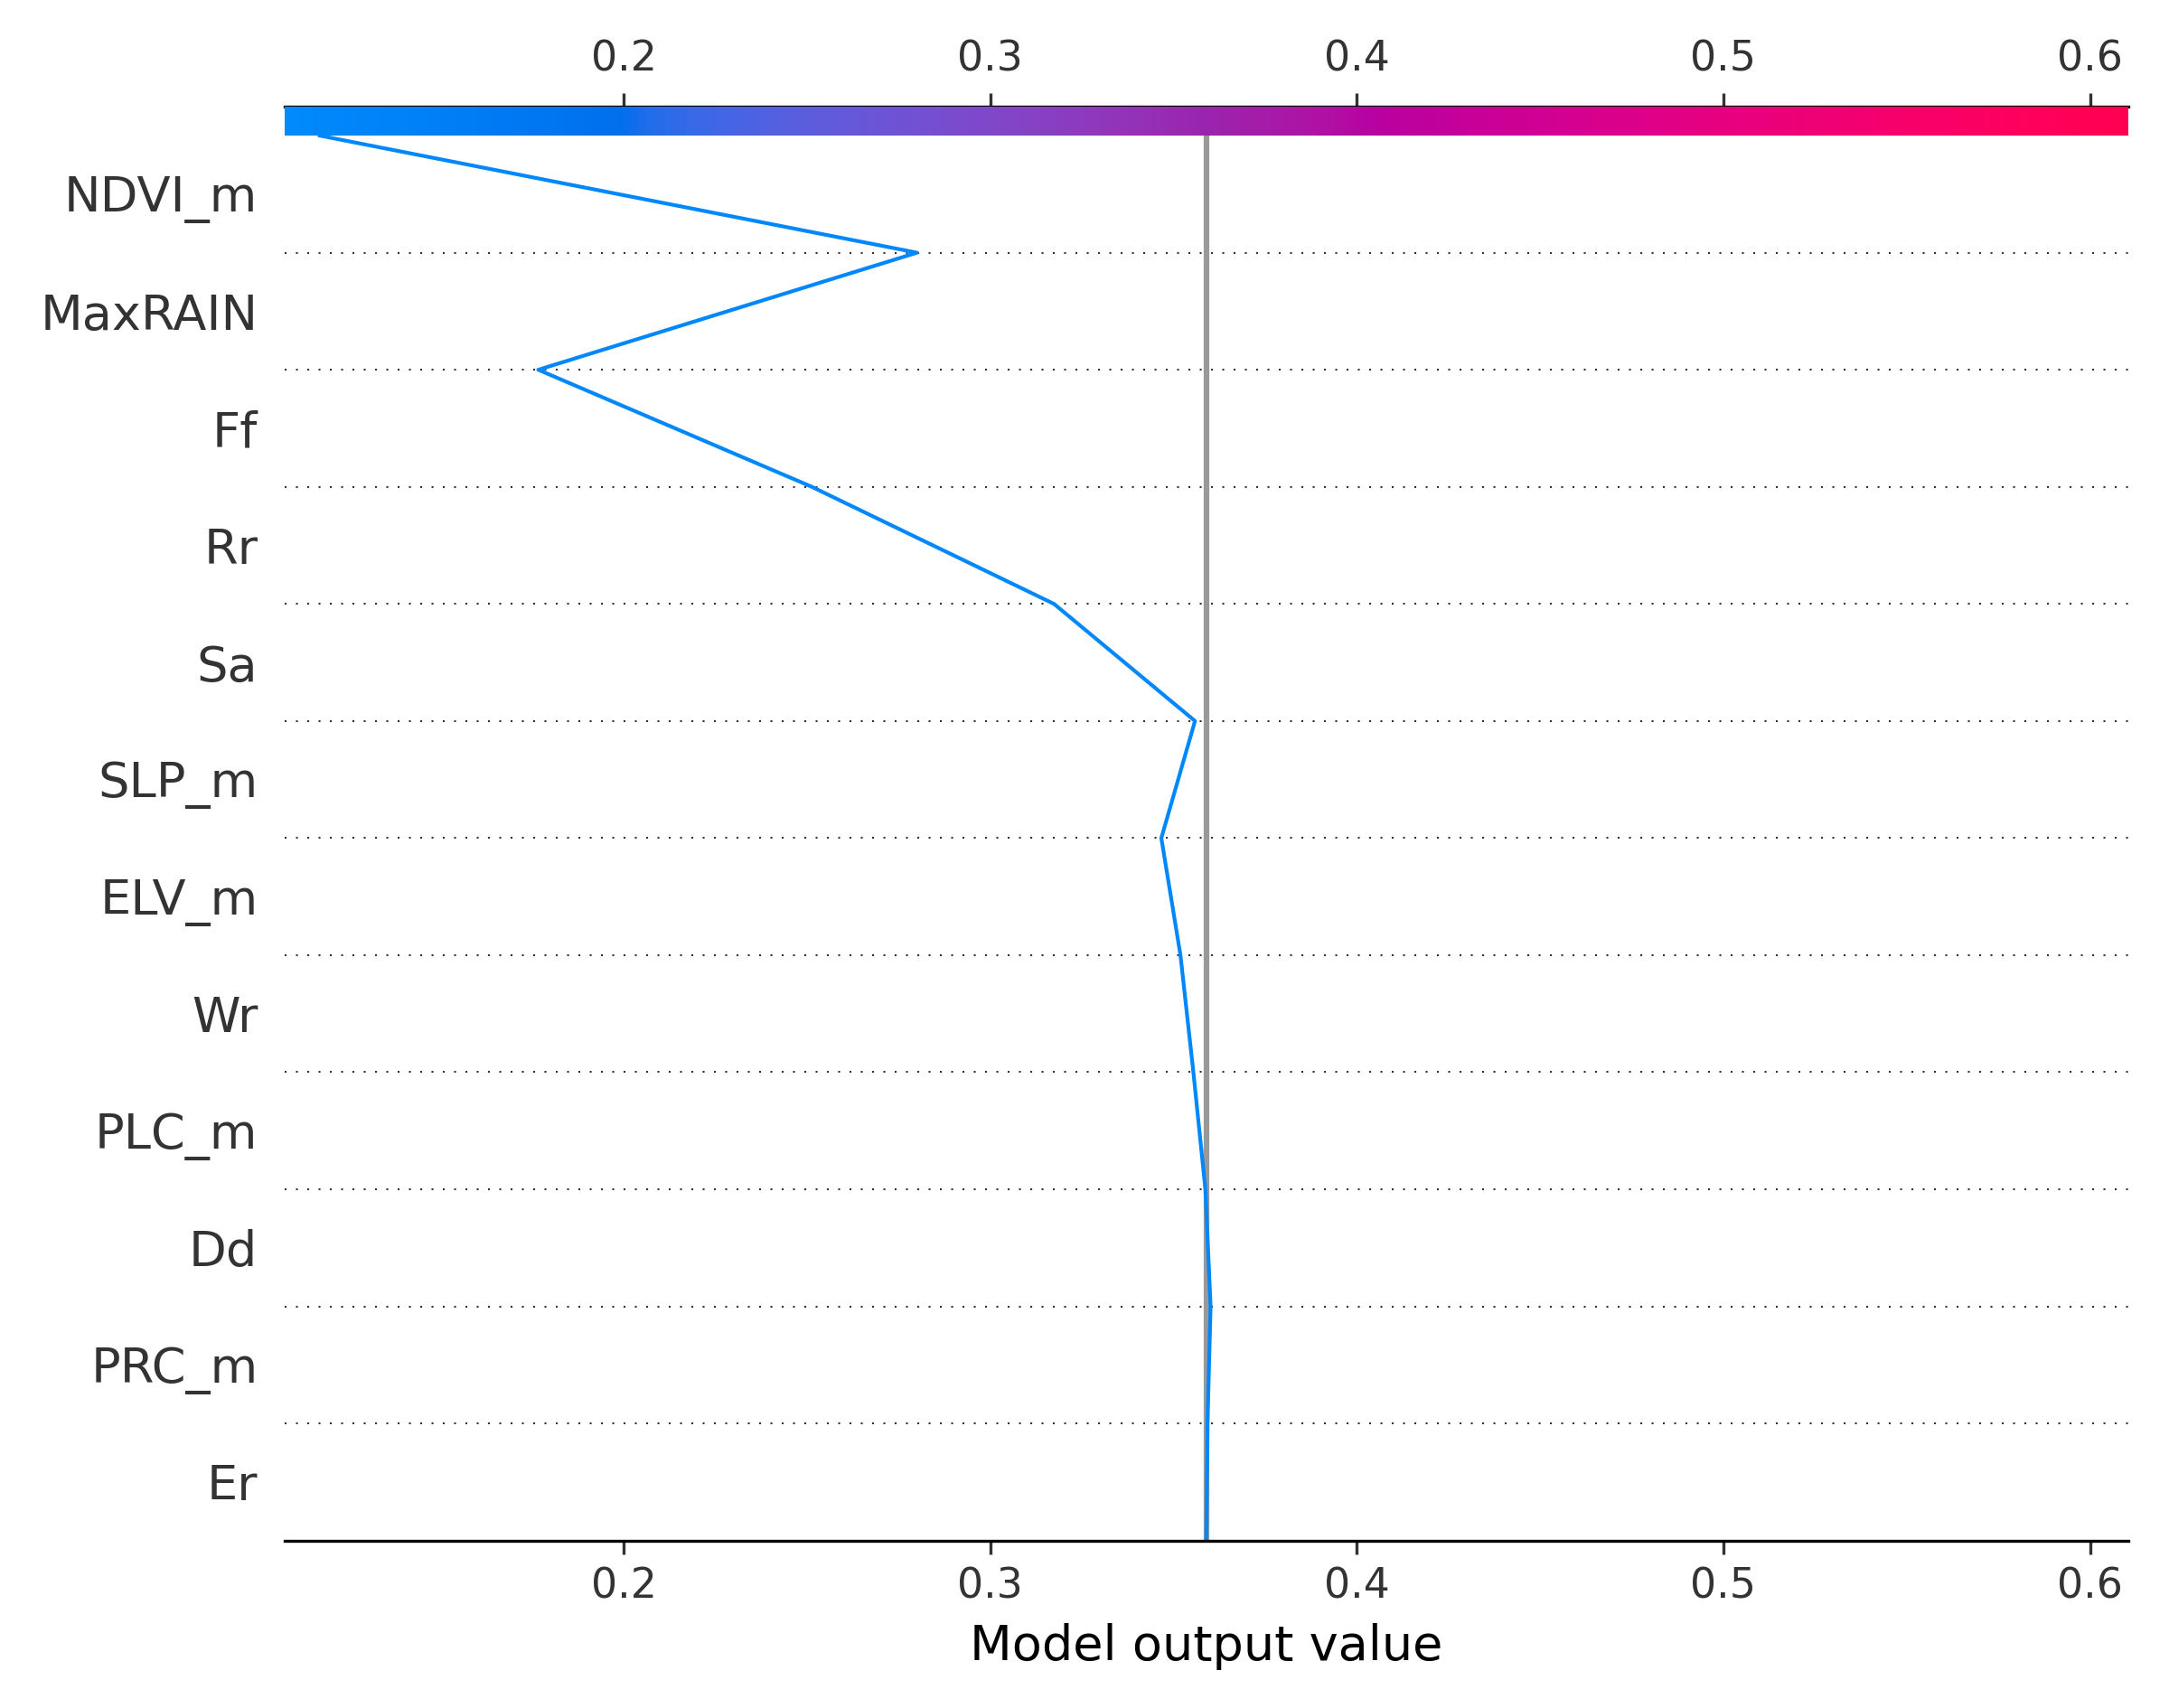 0.2 0.3 0.4 0.5 0.6
NDVI_m
MaxRAIN
Ff
Rr
Sa
SLP_m
ELV_m
Wr
PLC_m
Dd
PRC_m
Er
0.2 0.3 0.4 0.5 0.6
Model output value